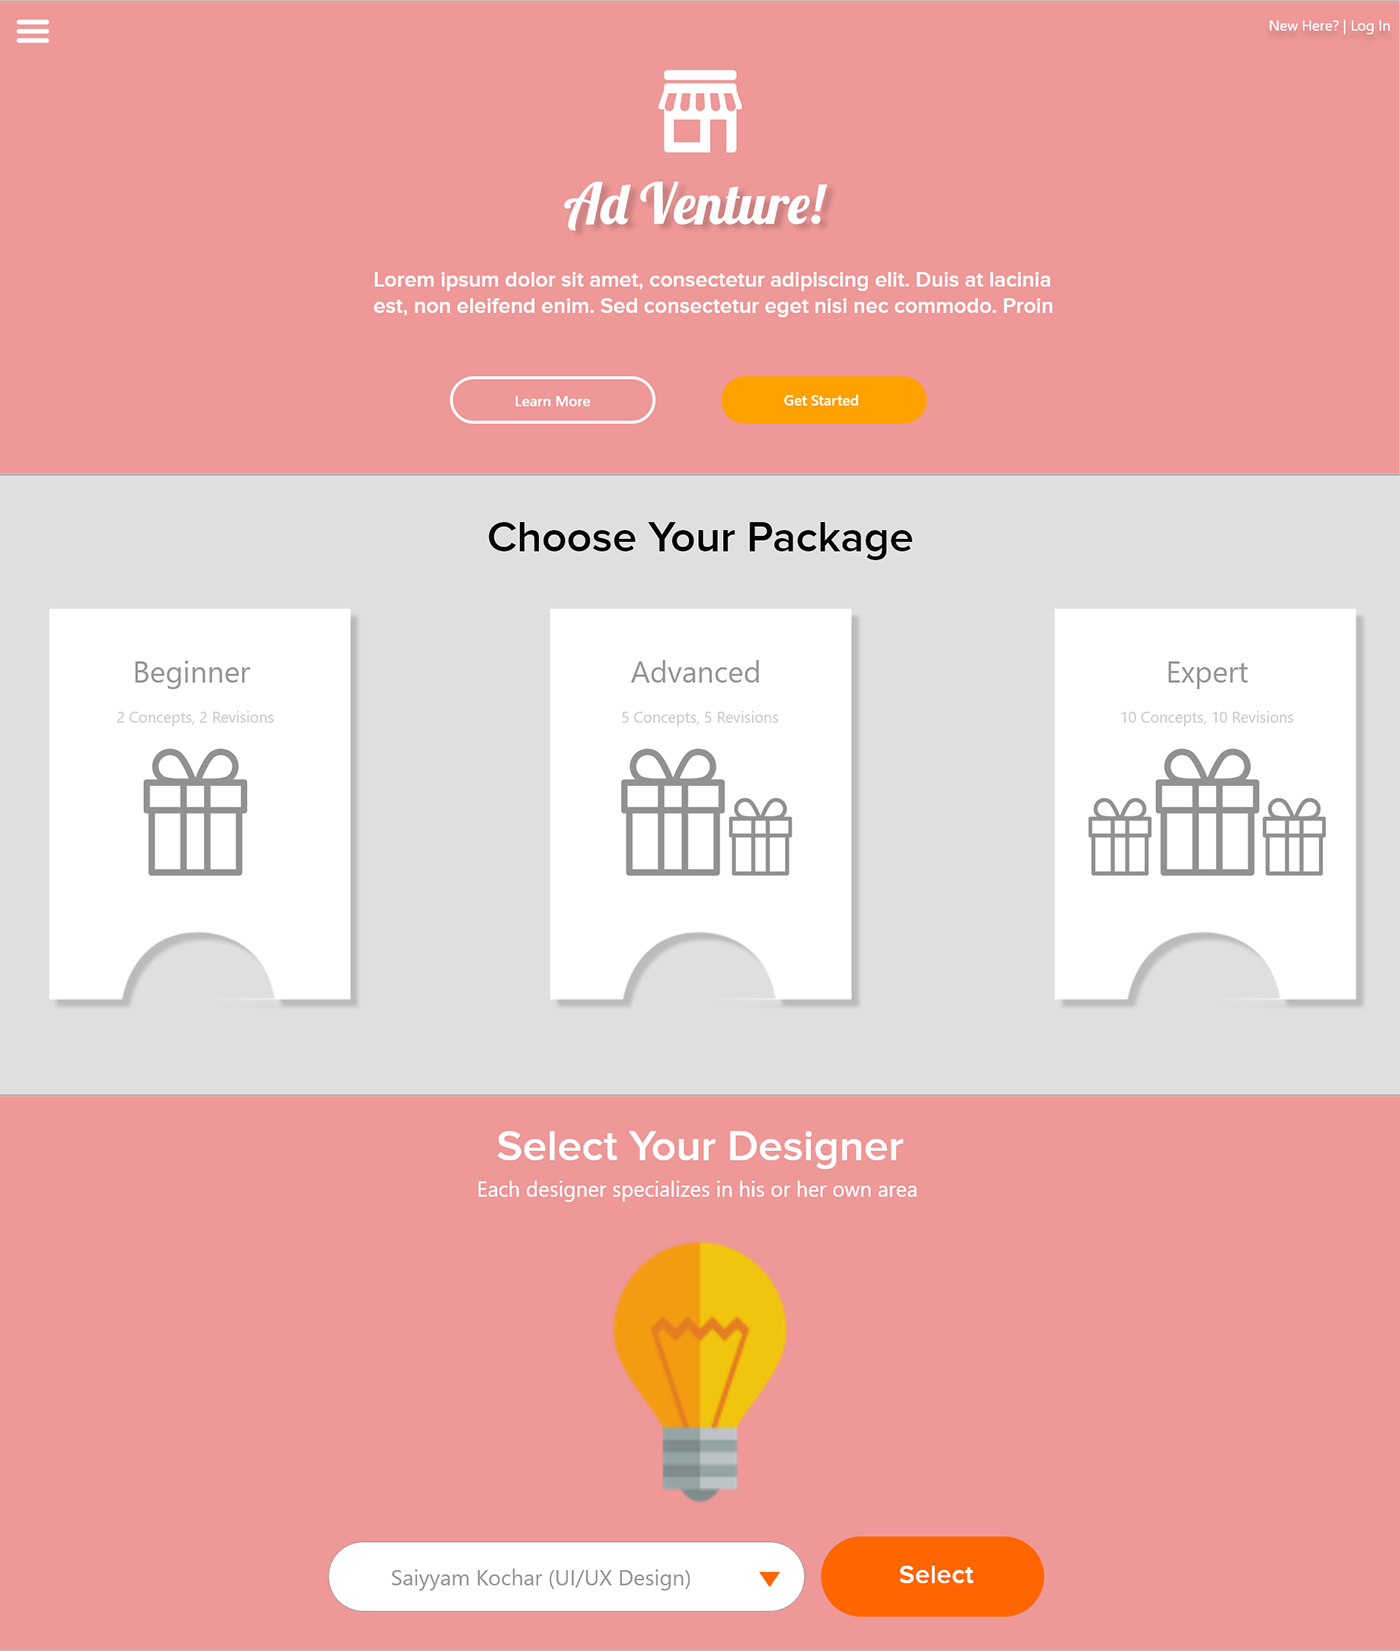 New Here? | Log In
Ad Venture!
Lorem ipsum dolor sit amet, consectetur adipiscing elit. Duis at lacinia
est, non eleifend enim. Sed consectetur eget nisi nec commodo. Proin
Learn More
Get Started
Choose Your Package
Beginner
2 Concepts, 2 Revisions
Advanced
5 Concepts, 5 Revisions
Expert
10 Concepts, 10 Revisions
Select Your Designer
Each designer specializes in his or her own area
Saiyyam Kochar (UI/UX Design)
Select